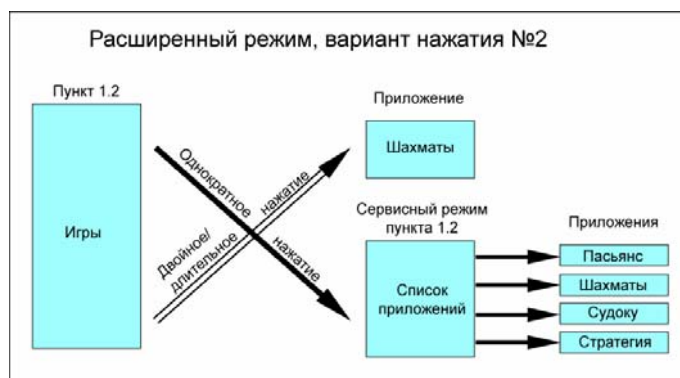 Расширенный режим, вариант нажатия №2
Пункт 1.2
Игры
Однократное
нажатие
Двойное/
длительное
нажатие
Приложение
Шахматы
Сервисный режим
пункта 1.2
Список
приложений
Приложения
Пасьянс
Шахматы
Судоку
Стратегия